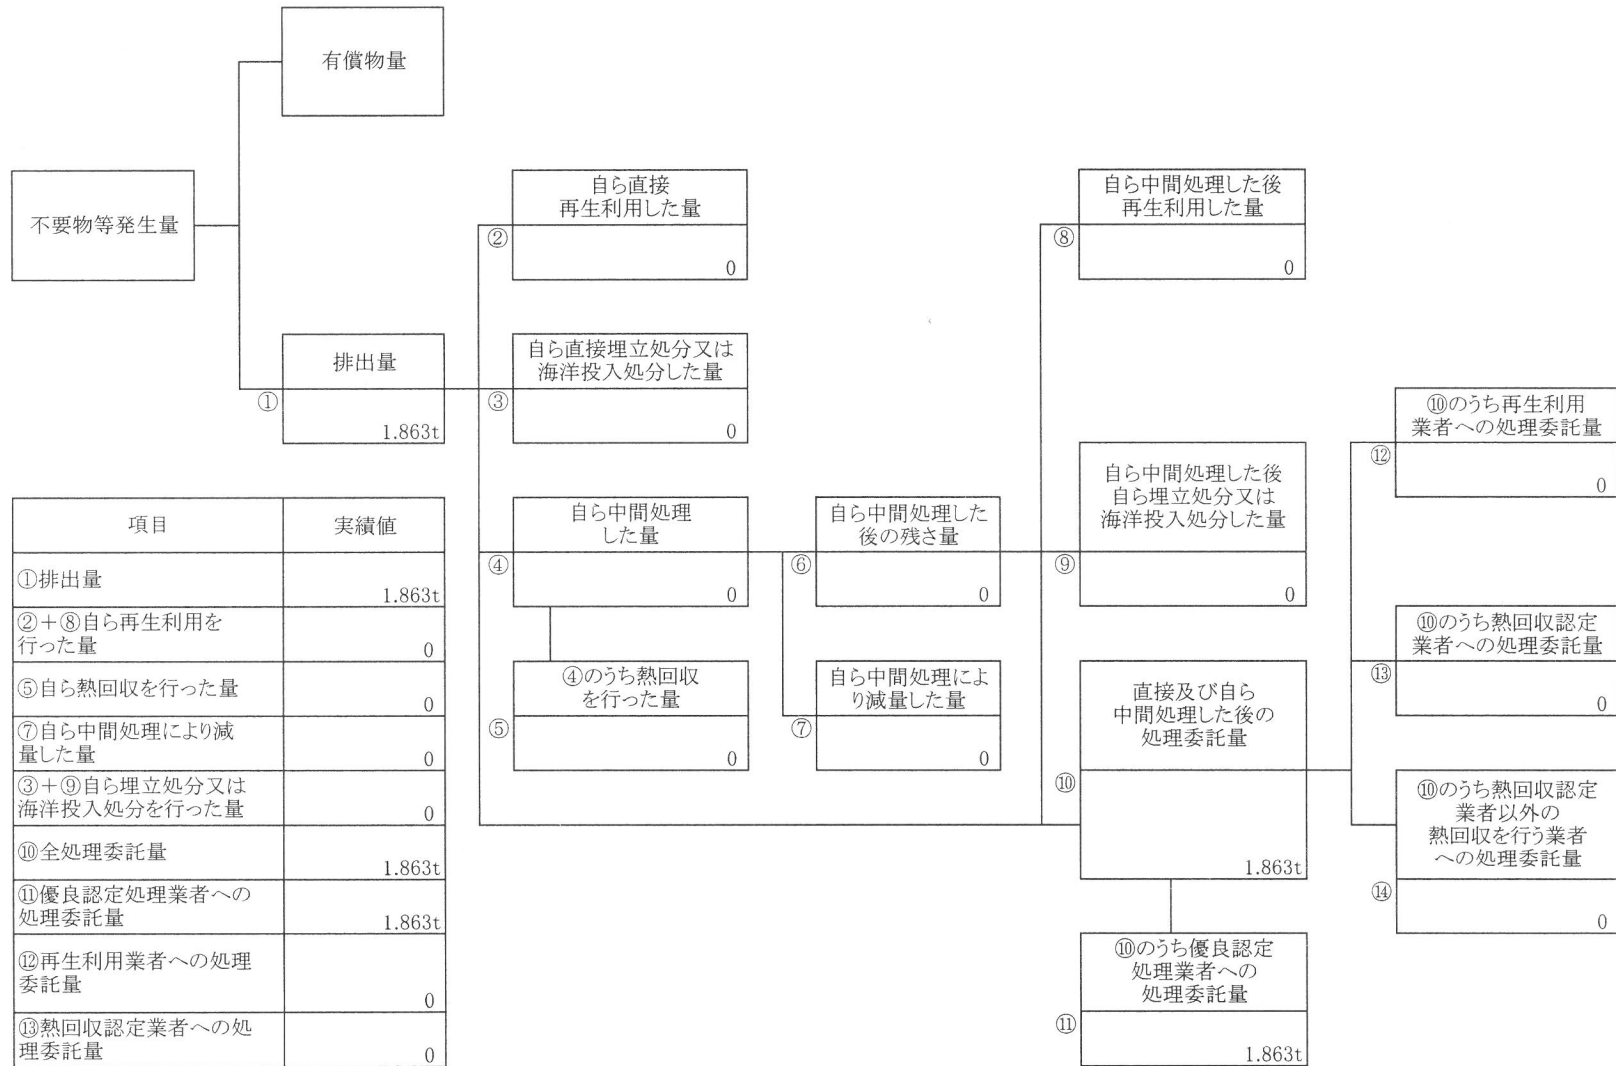 有償物量
不要物等発生量
自ら直接
再生利用した量
②
0
自ら中間処理した後
再生利用した量
⑧
0
排出量
①
1.863t
自ら直接埋立処分又は
海洋投入処分した量
③
0
⑩のうち再生利用
業者への処理委託量
⑫
0
自ら中間処理
した量
④
0
自ら中間処理した
後の残さ量
⑥
0
自ら中間処理した後
自ら埋立処分又は
海洋投入処分した量
⑨
0
⑩のうち熱回収認定
業者への処理委託量
⑬
0
④のうち熱回収
を行った量
⑤
0
自ら中間処理によ
り減量した量
⑦
0
直接及び自ら
中間処理した後の
処理委託量
⑩
1.863t
⑩のうち熱回収認定
業者以外の
熱回収を行う業者
への処理委託量
⑭
0
⑩のうち優良認定
処理業者への
処理委託量
⑪
1.863t
項目 実績値
①排出量
1.863t
②+⑧自ら再生利用を
行った量 0
⑤自ら熱回収を行った量
0
⑦自ら中間処理により減
量した量 0
③+⑨自ら埋立処分又は
海洋投入処分を行った量 0
⑩全処理委託量
1.863t
⑪優良認定処理業者への
処理委託量 1.863t
⑫再生利用業者への処理
委託量 0
⑬熱回収認定業者への処
理委託量 0